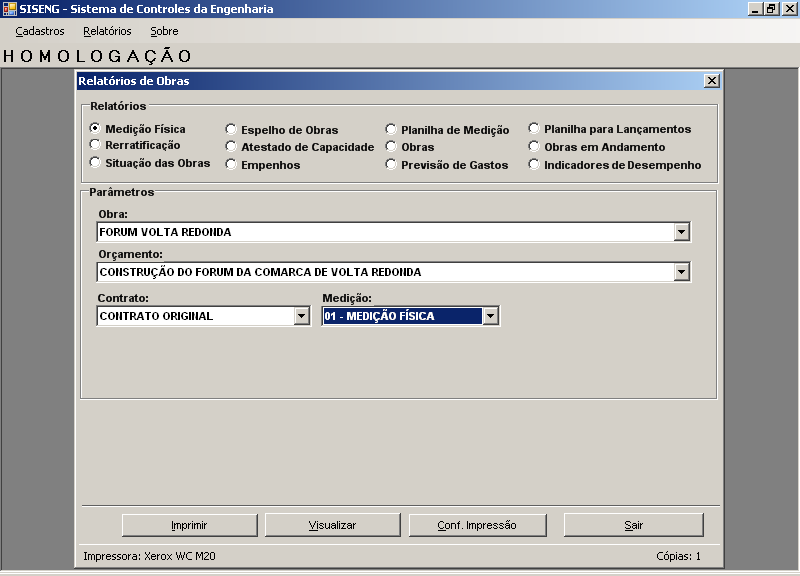 SISENG - Sistema de Controles da Engenharia
Cadastros Relatórios Sobre
HOMOLOGAÇÃO
Relatórios de Obras
Relatórios
Medição Física Espelho de Obras Planilha de Medição Planilha para Lançamentos
Rerratificação Atestado de Capacidade Obras Obras em Andamento
Situação das Obras Empenhos Previsão de Gastos Indicadores de Desempenho
Parâmetros
Obra:
FORUM VOLTA REDONDA
Orçamento:
CONSTRUÇÃO DO FORUM DA COMARCA DE VOLTA REDONDA
Contrato: Medição:
CONTRATO ORIGINAL 01 - MEDIÇÃO FÍSICA
Imprimir Visualizar Conf. Impressão Sair
Impressora: Xerox WC M20 Cópias: 1